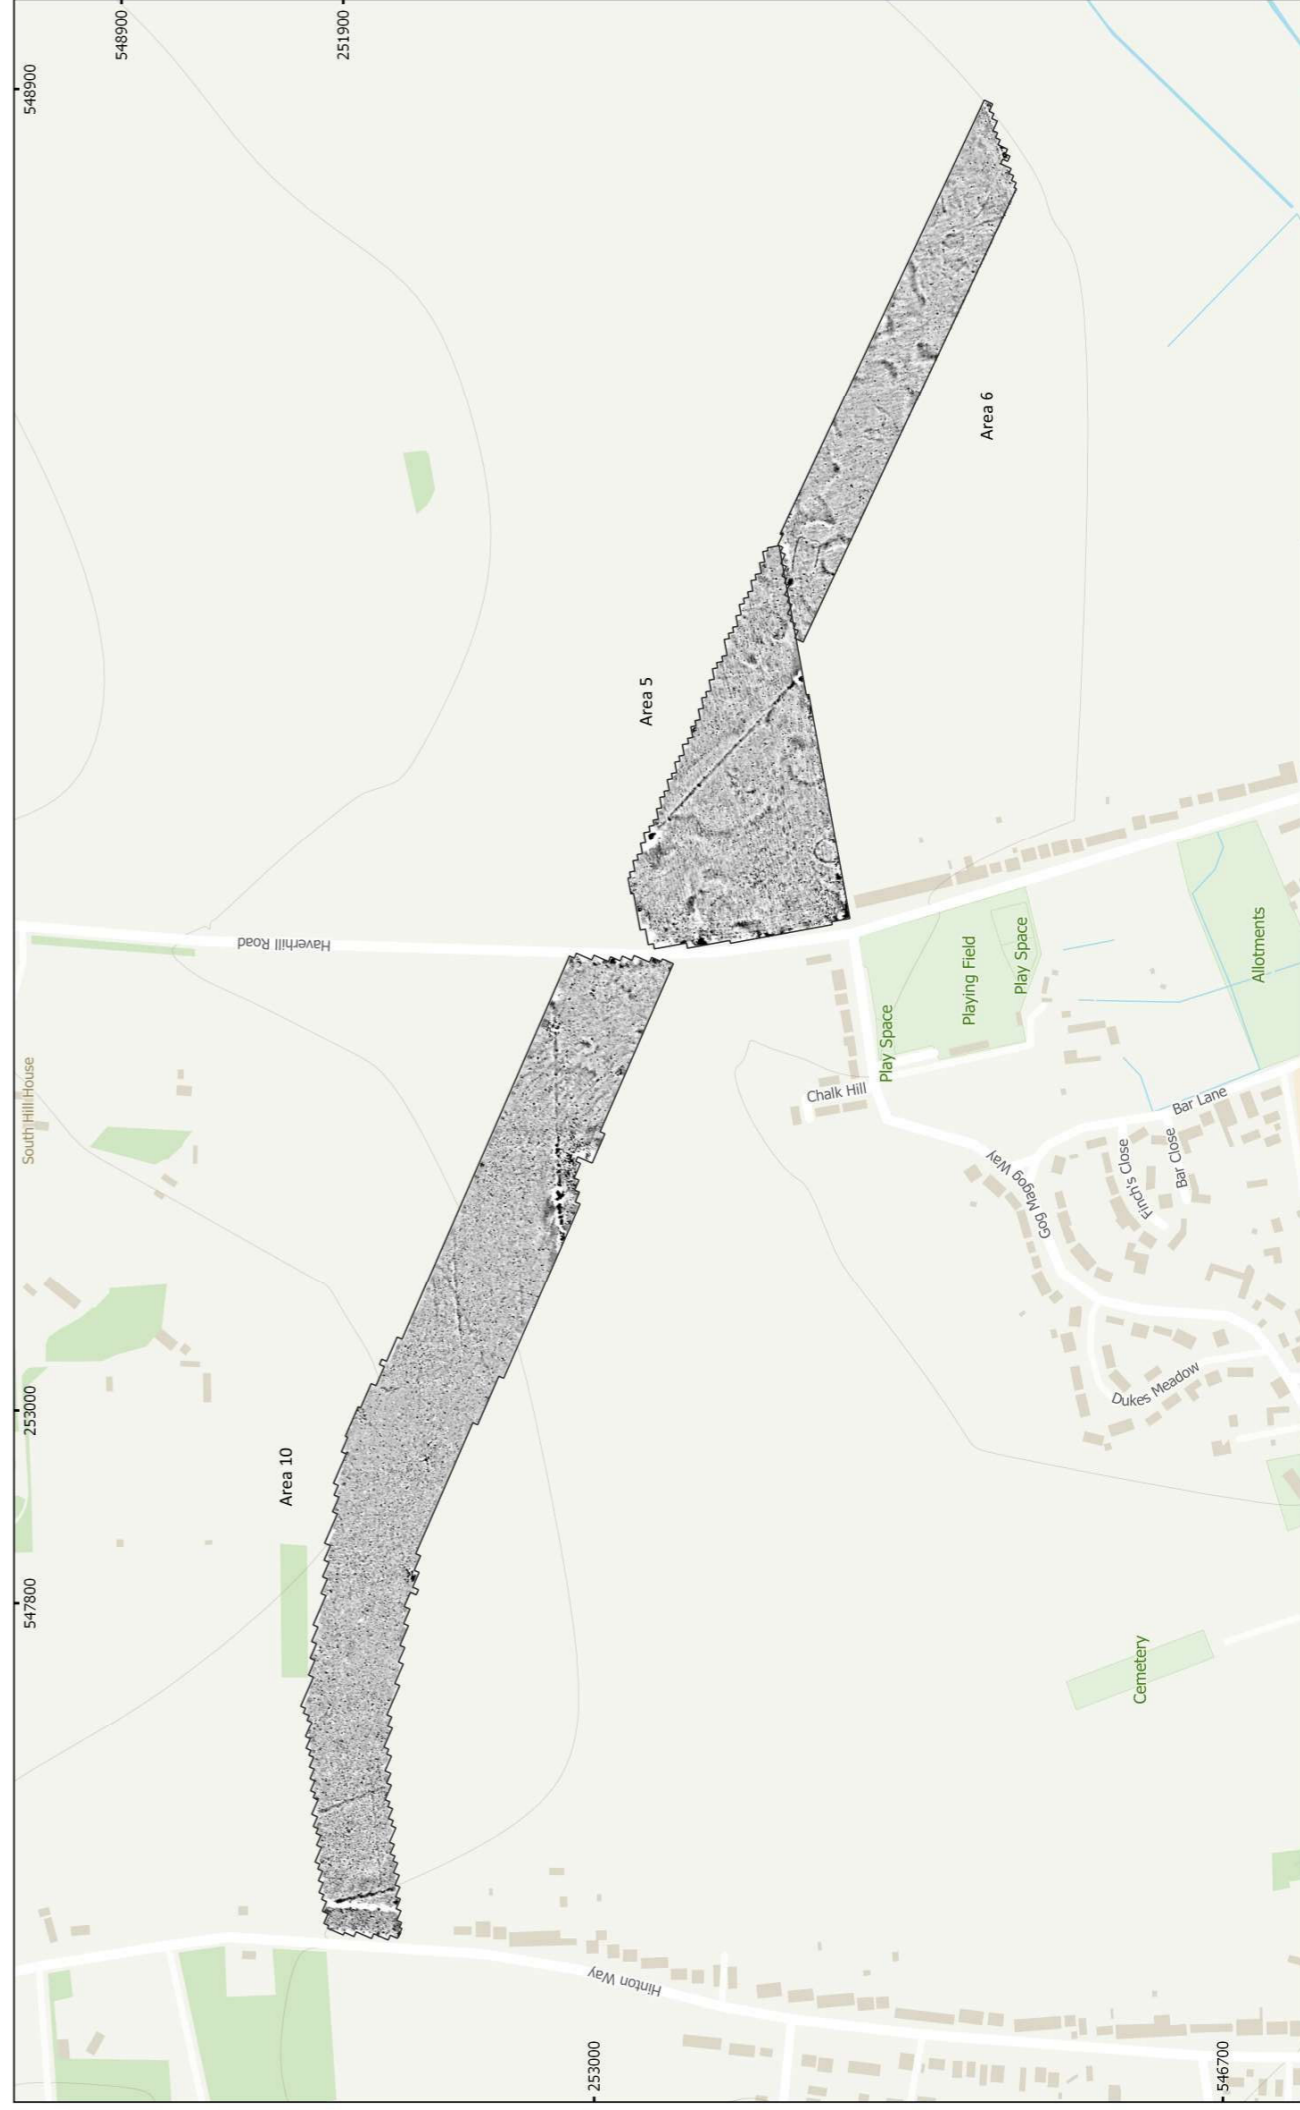 548900
251900
548900
South Hill House
Haverhill Road
Area 5
Area 6
Area 10
Play Space
Playing Field
Play Space
Allotments
Chalk Hill
Gog Magog Way
Bar Lane
Finch's Close
Bar Close
Dukes Meadow
253000
547800
Cemetery
Hinton Way
253000
546700